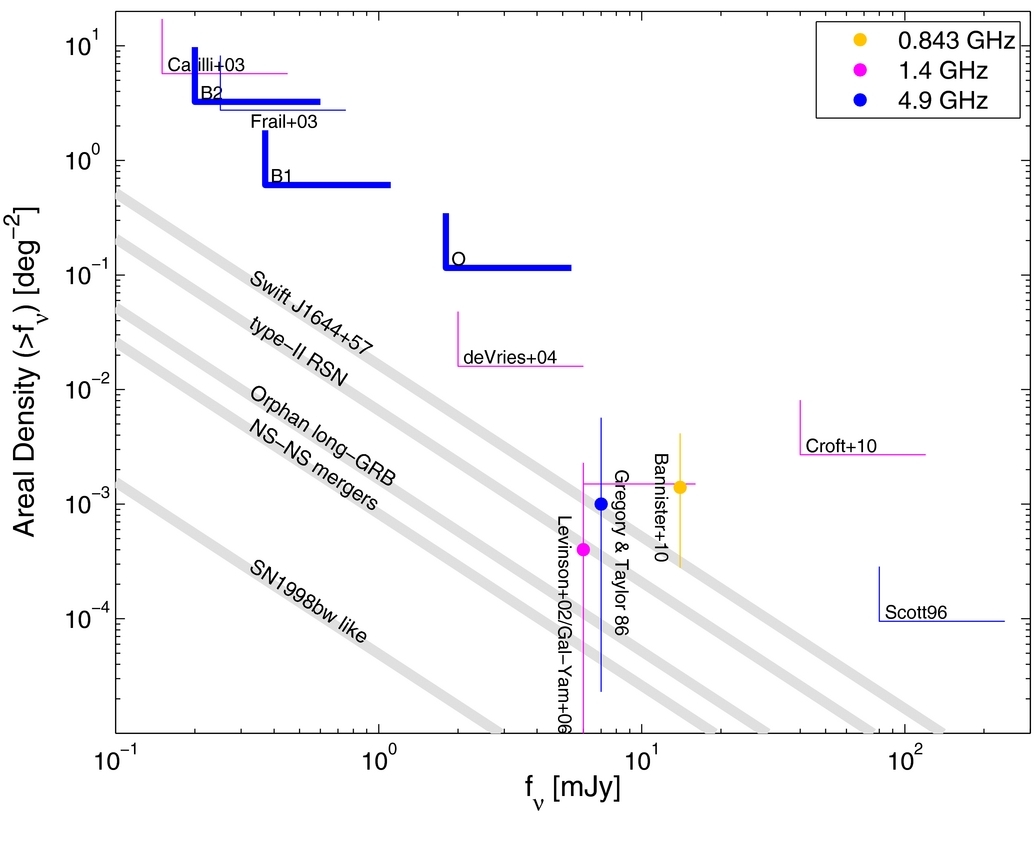 0.843 GHz
1.4 GHz
4.9 GHz
Carilli+03
B2
Frail+03
B1
O
deVries+04
Croft+10
Scott96
Swift J1644+57
type−II RSN
Orphan long−GRB
NS−NS mergers
SN1998bw like
Levinson+02/Gal−Yam+06
Gregory & Taylor 86
Bannister+10
Areal Density (>fν) [deg−2]
10^1
10^0
10^−1
10^−2
10^−3
10^−4
10^−1
10^0
10^1
10^2
fν [mJy]